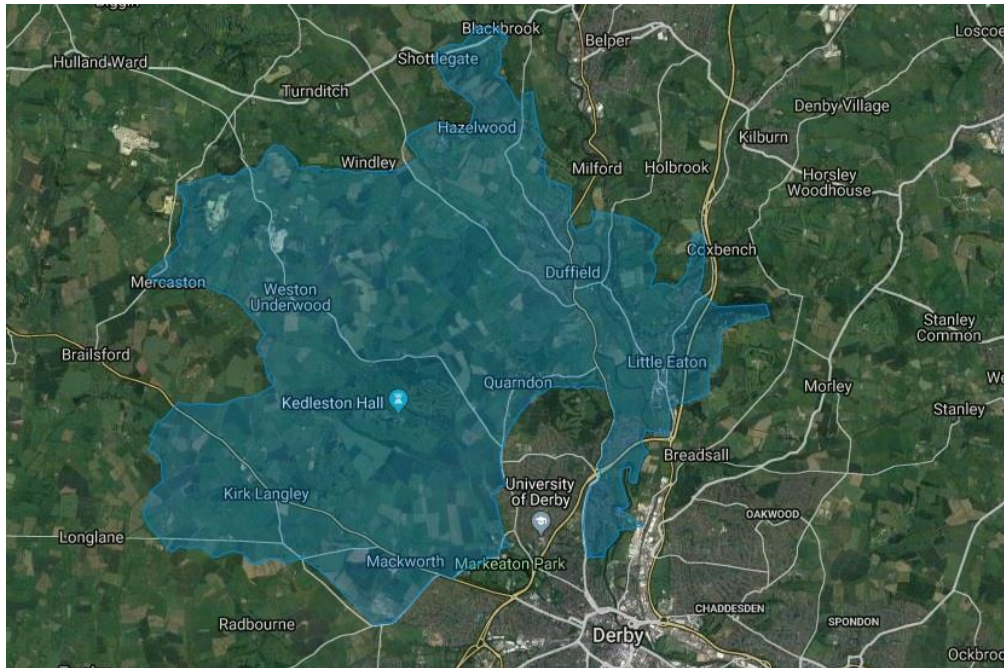 Blackbrook
Belper
Loscoe
Shottlegate
Hulland Ward
Turnditch
Denby Village
Hazelwood
Kilburn
Windley
Milford
Holbrook
Horsley
Woodhouse
Coxbench
Duffield
Mercaston
Weston
Underwood
Stanley
Common
Brailsford
Little Eaton
Quarndon
Morley
Kedleston Hall
Stanley
Breadsall
University
of Derby
Kirk Langley
OAKWOOD
Longlane
Mackworth
Markeaton Park
CHADDESDEN
Radbourne
SPONDON
Derby
Ockbro